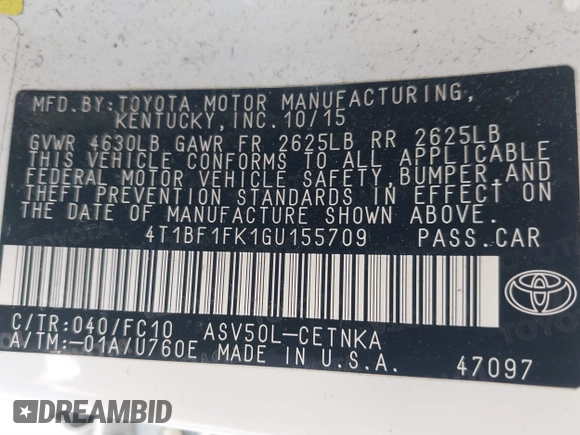 MFD.BY:TOYOTA MOTOR MANUFACTURING,
KENTUCKY,INC.10/15
GVWR 4630LB GAWR FR 2625LB RR 2625LB
THIS VEHICLE CONFORMS TO ALL APPLICABLE
FEDERAL MOTOR VEHICLE SAFETY,BUMPER,AND
THEFT PREVENTION STANDARDS IN EFFECT ON
THE DATE OF MANUFACTURE SHOWN ABOVE.
4T1BF1FK1GU155709 PASS.CAR
C/TR:040/FC10 ASV50L-CETNKA
A/TM:-01A/U760E MADE IN U.S.A. 47097
DREAMBID